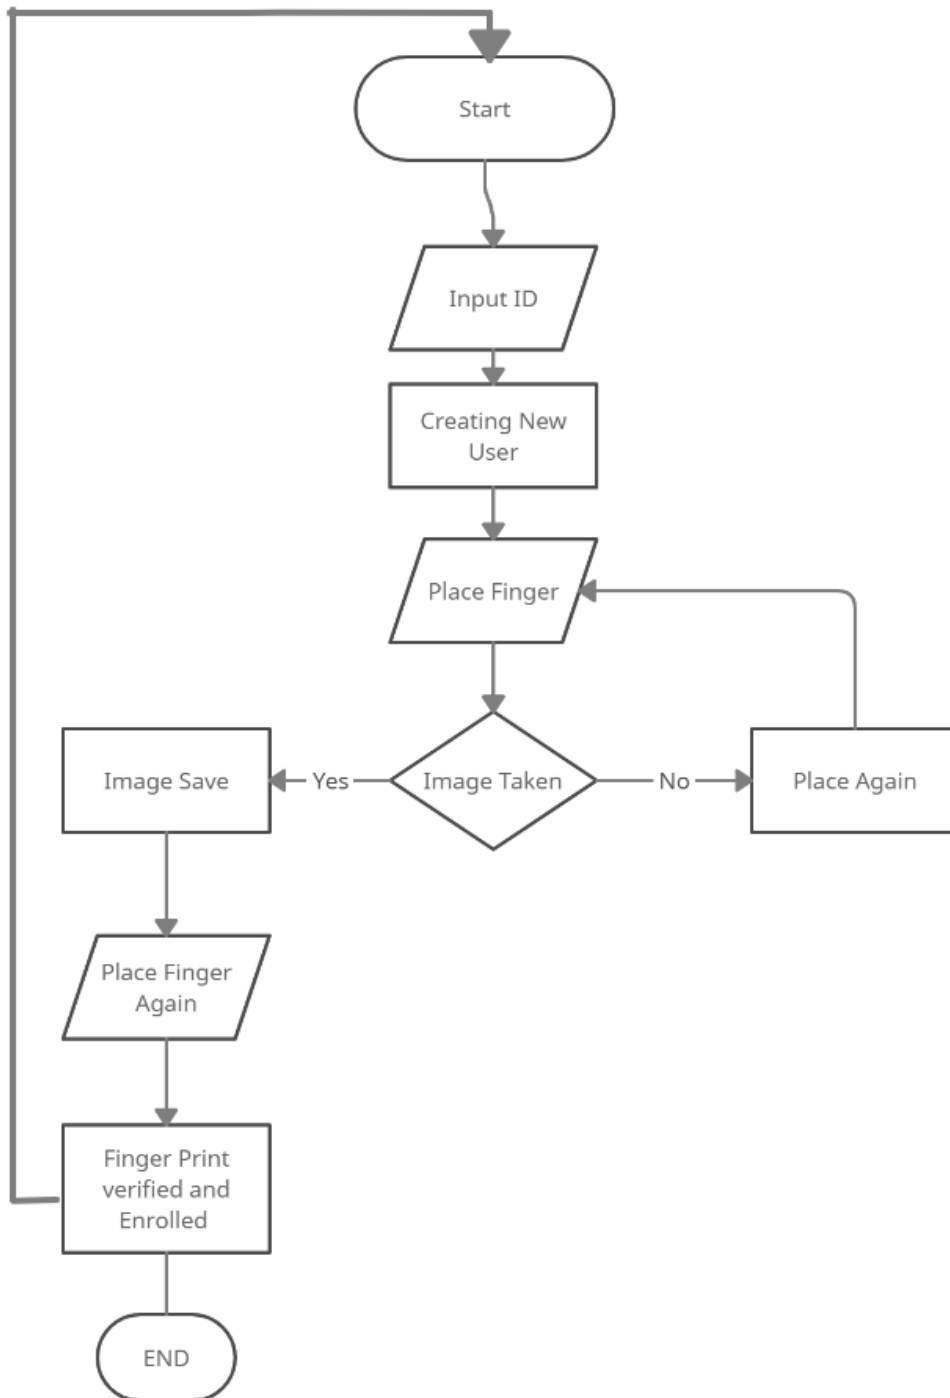 Start
Input ID
Creating New
User
Place Finger
Image Save
Yes
Image Taken
No
Place Again
Place Finger
Again
Finger Print
verified and
Enrolled
END